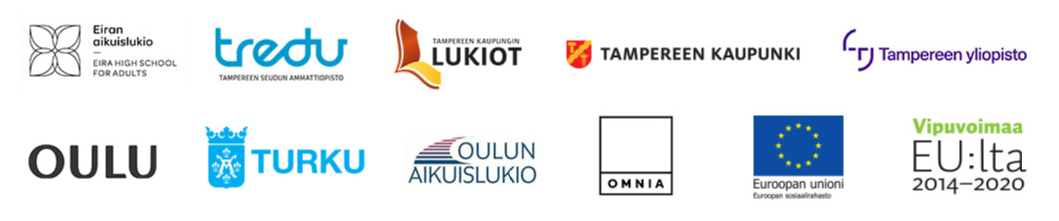 Eiran
aikuislukio
EIRA HIGH SCHOOL
FOR ADULTS
tredu
TAMPEREEN SEUDUN AMMATTIOPISTO
TAMPEREEN KAUPUNGIN
LUKIOT
TAMPEREEN KAUPUNKI
Tampereen yliopisto
OULU
TURKU
OULUN
AIKUISLUKIO
OMNIA
Euroopan unioni
Euroopan sosiaalirahasto
Vipuvoimaa
EU:lta
2014–2020